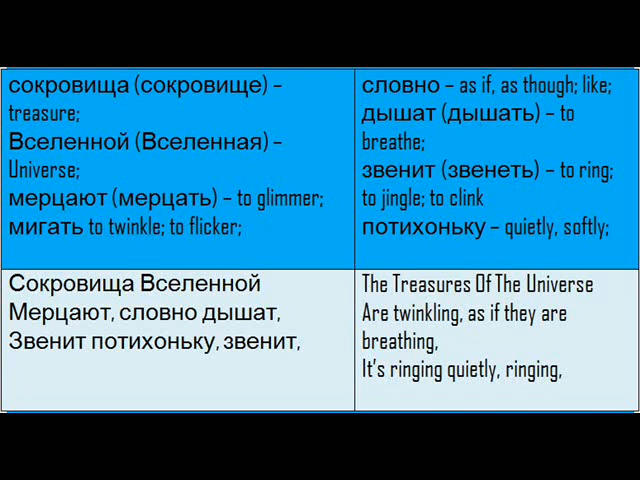 сокровища (сокровище) –
treasure;
Вселенной (Вселенная) –
Universe;
мерцают (мерцать) – to glimmer;
мигать to twinkle; to flicker;
словно – as if, as though; like;
дышат (дышать) – to
breathe;
звенит (звенеть) – to ring;
to jingle; to clink
потихоньку – quietly, softly;
Сокровища Вселенной
Мерцают, словно дышат,
Звенит потихоньку, звенит,
The Treasures Of The Universe
Are twinkling, as if they are
breathing,
It's ringing quietly, ringing,